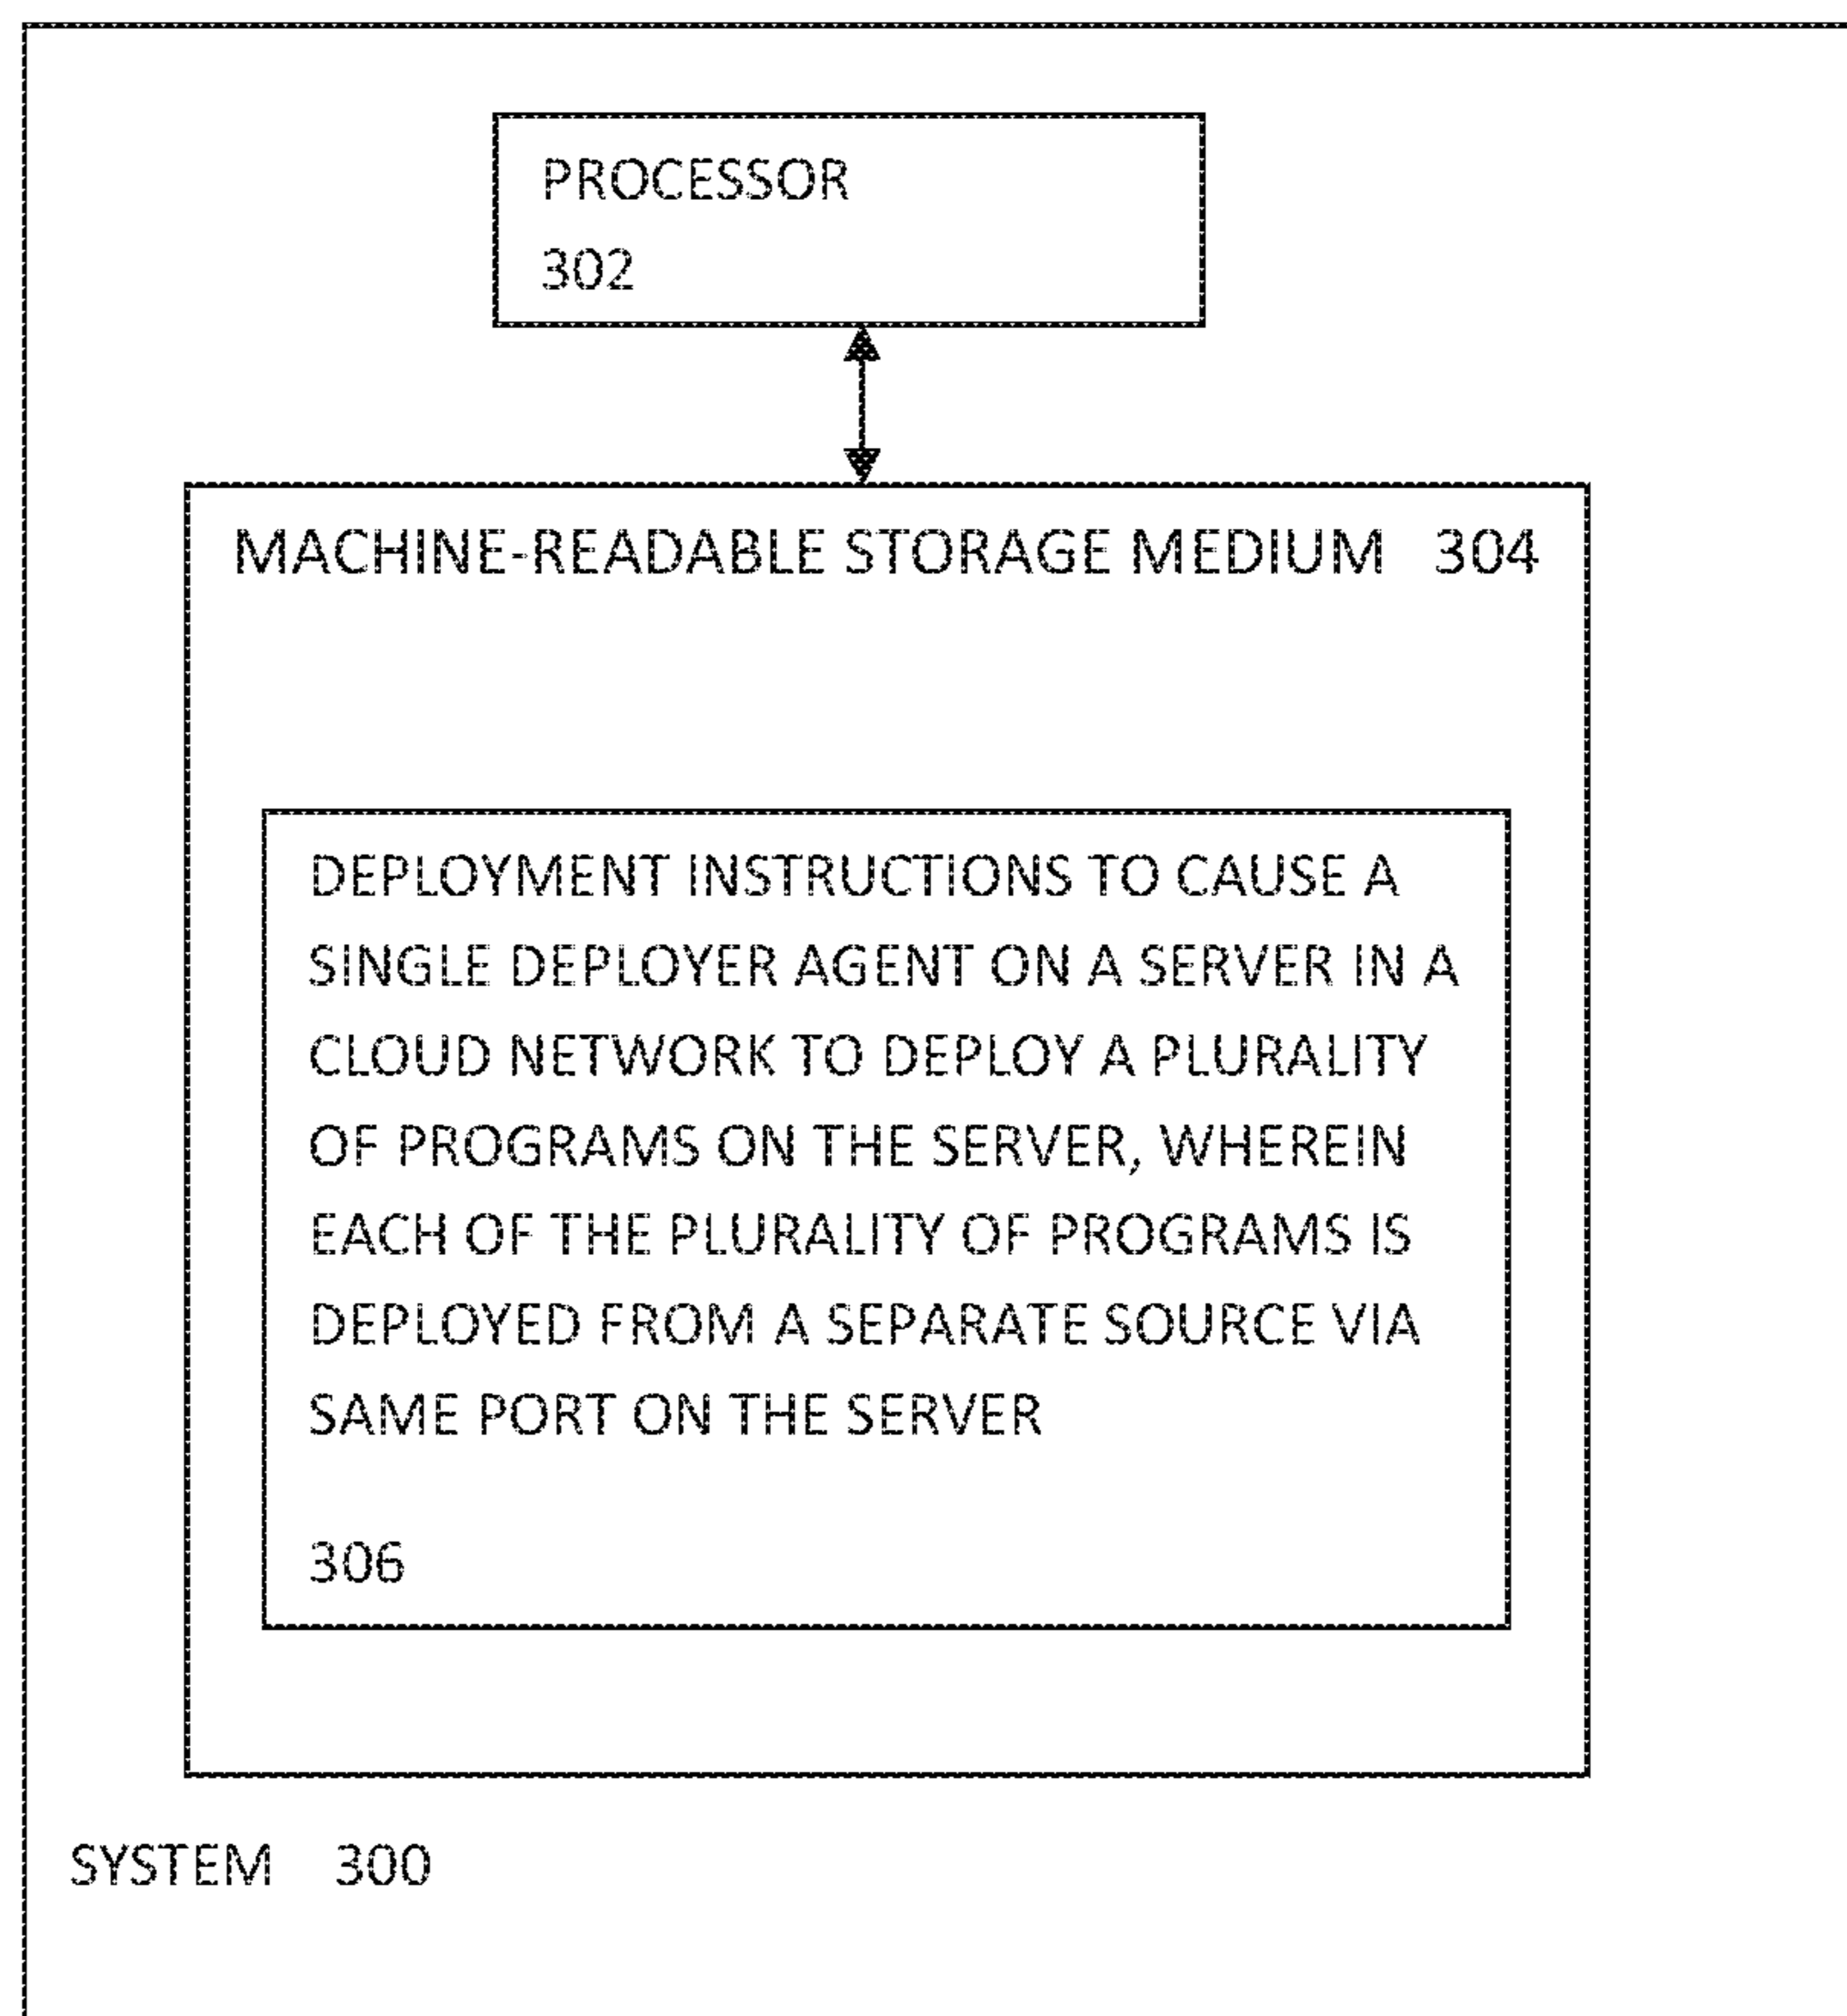 PROCESSOR
302
MACHINE-READABLE STORAGE MEDIUM 304
DEPLOYMENT INSTRUCTIONS TO CAUSE A
SINGLE DEPLOYER AGENT ON A SERVER IN A
CLOUD NETWORK TO DEPLOY A PLURALITY
OF PROGRAMS ON THE SERVER, WHEREIN
EACH OF THE PLURALITY OF PROGRAMS IS
DEPLOYED FROM A SEPARATE SOURCE VIA
SAME PORT ON THE SERVER
306
SYSTEM 300